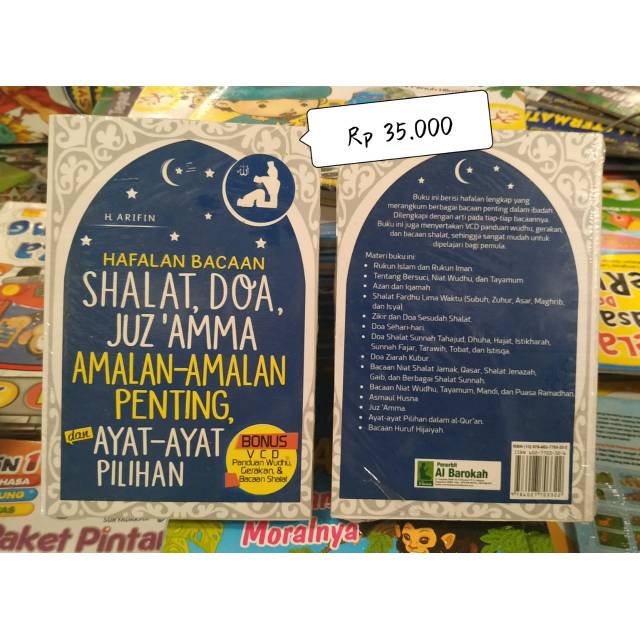 Rp 35.000
H. ARIFIN
HAFALAN BACAAN
SHALAT, DOA,
JUZ 'AMMA
AMALAN-AMALAN
PENTING,
dan AYAT-AYAT
PILIHAN
BONUS
VCD
Panduan Wudhu,
Gerakan, &
Bacaan Shalat
Buku ini berisi hafalan lengkap yang
merangkum berbagai bacaan penting dalam ibadah.
Dilengkapi dengan arti pada tiap-tiap bacaannya.
Buku ini juga menyertakan VCD panduan wudhu, gerakan,
dan bacaan shalat, sehingga sangat mudah untuk
dipelajari bagi pemula.
Materi buku ini:
• Rukun Islam dan Rukun Iman.
• Tentang Bersuci, Niat Wudhu, dan Tayamum
• Azan dan Iqamah
• Shalat Fardhu Lima Waktu (Subuh, Zuhur, Asar, Maghrib,
dan Isya).
• Zikir dan Doa Sesudah Shalat.
• Doa Sehari-hari.
• Doa Shalat Sunnah Tahajud, Dhuha, Hajat, Istikharah,
Sunnah Fajar, Tarawih, Tobat, dan Istisqa.
• Doa Ziarah Kubur.
• Bacaan Niat Shalat Jamak, Qasar, Shalat Jenazah,
Gaib, dan Berbagai Shalat Sunnah.
• Bacaan Niat Wudhu, Tayamum, Mandi, dan Puasa Ramadhan.
• Asmaul Husna
• Juz 'Amma
• Ayat-ayat Pilihan dalam al-Qur'an.
• Bacaan Huruf Hijaiyah.
Penerbit
Al Barokah
Paket Pintar
Moralnya